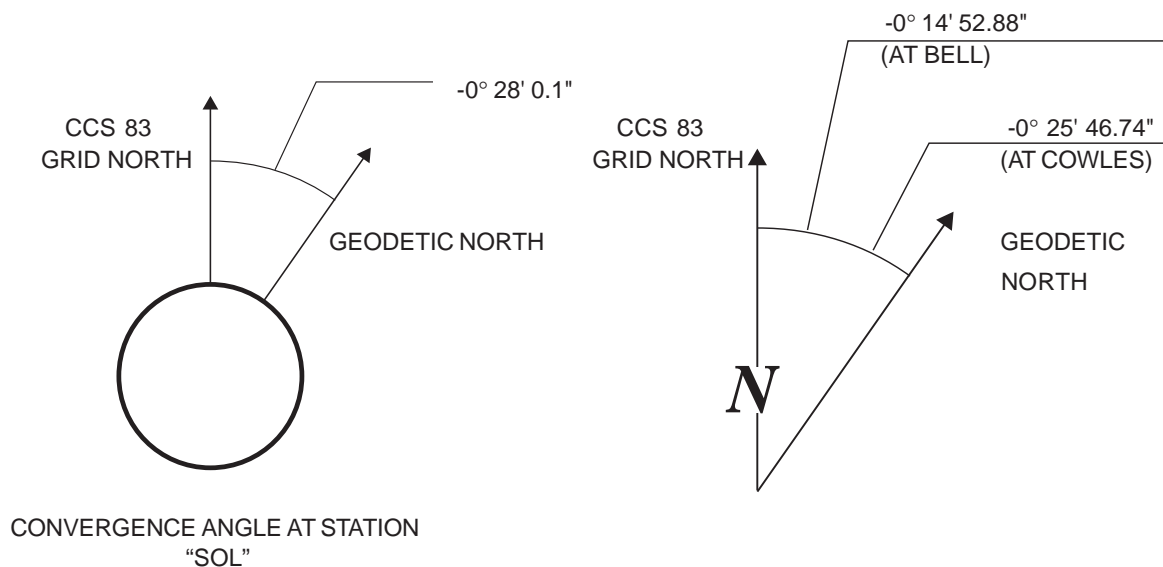 -0° 28' 0.1"
CCS 83
GRID NORTH
GEODETIC NORTH
CONVERGENCE ANGLE AT STATION
“SOL”
-0° 14' 52.88"
(AT BELL)
-0° 25' 46.74"
(AT COWLES)
CCS 83
GRID NORTH
GEODETIC
NORTH
N